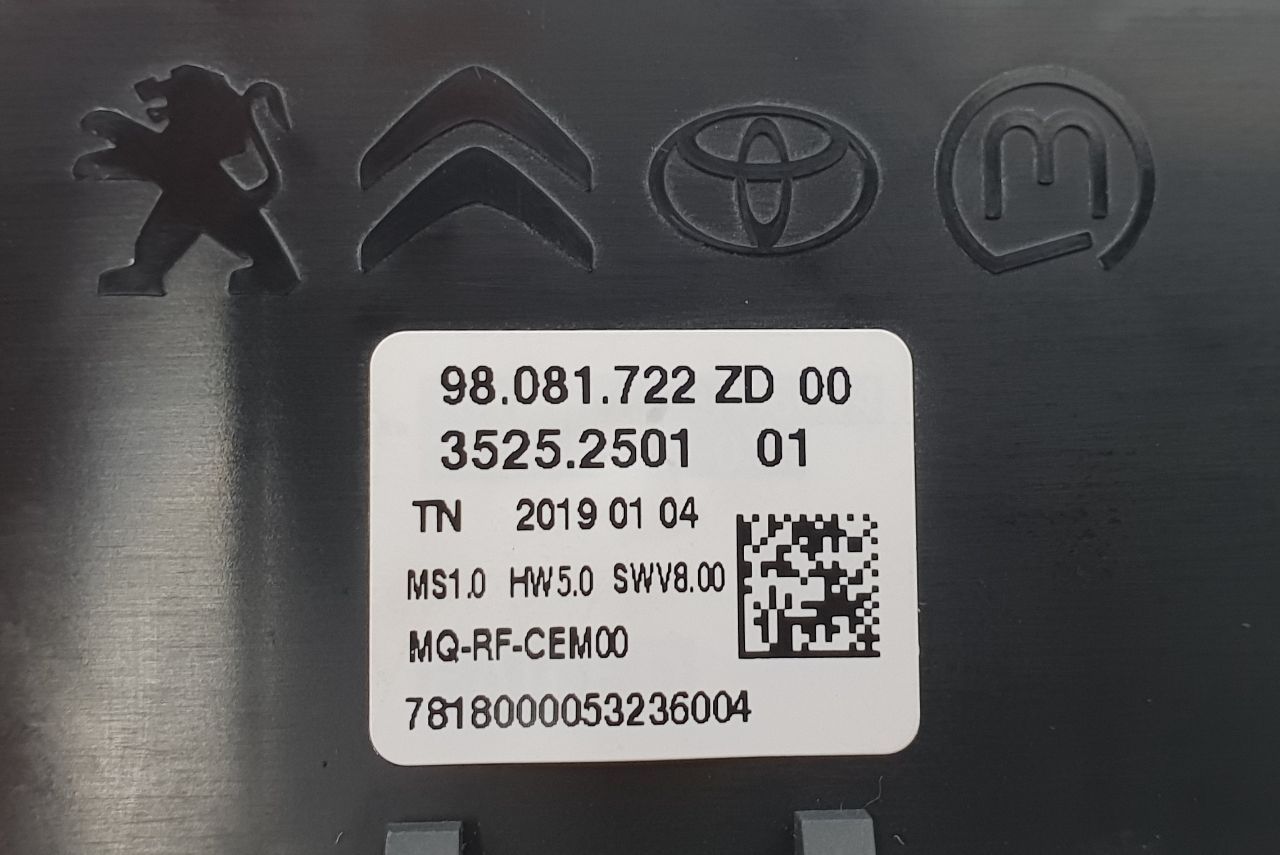 98.081.722 ZD 00
3525.2501 01
TN 2019 01 04
MS1.0 HW5.0 SWV8.00
MQ-RF-CEM00
7818000053236004